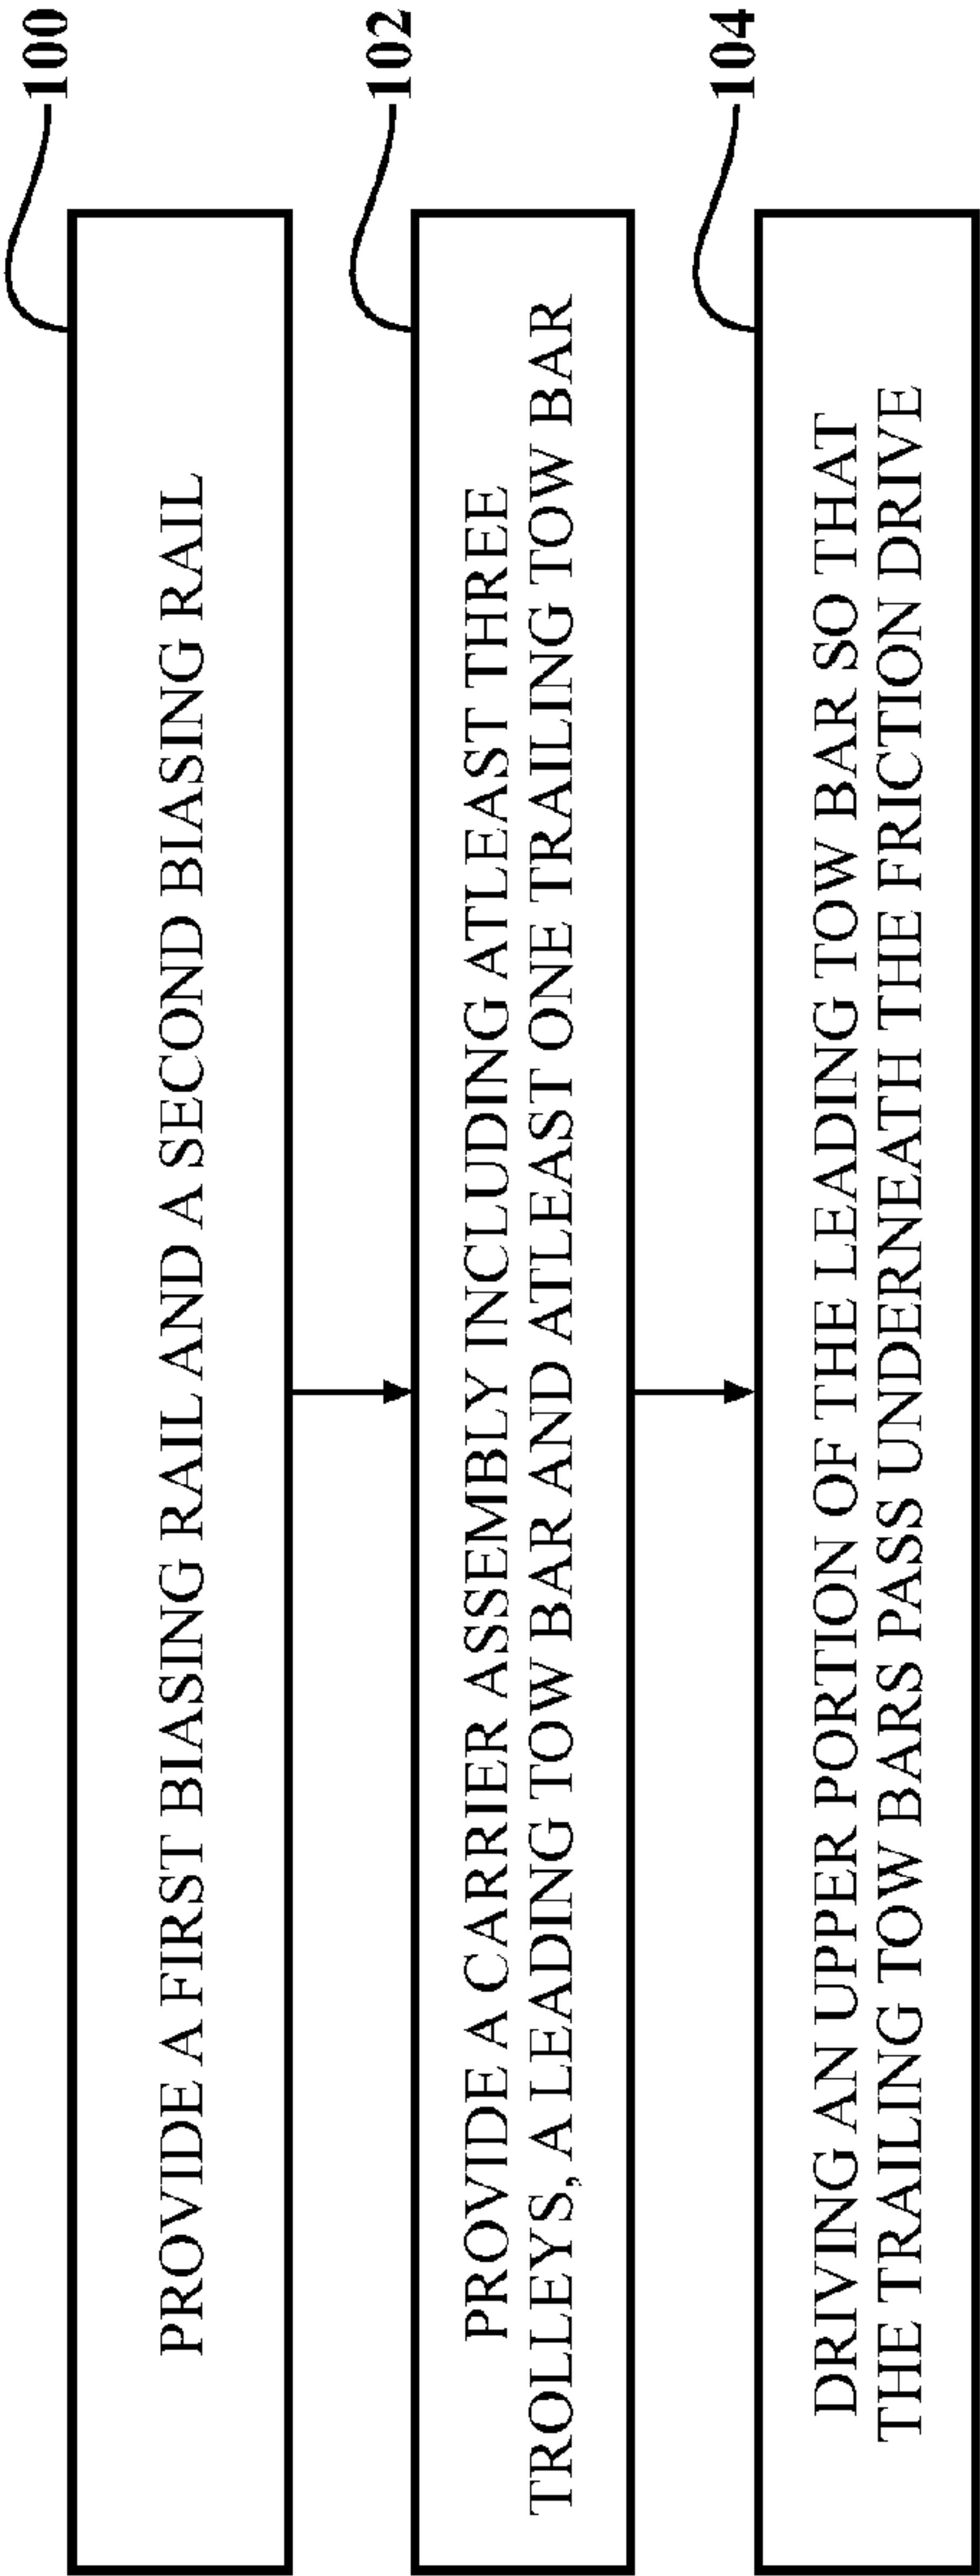 100
PROVIDE A FIRST BIASING RAIL AND A SECOND BIASING RAIL
102
PROVIDE A CARRIER ASSEMBLY INCLUDING ATLEAST THREE
TROLLEYS, A LEADING TOW BAR AND ATLEAST ONE TRAILING TOW BAR
104
DRIVING AN UPPER PORTION OF THE LEADING TOW BAR SO THAT
THE TRAILING TOW BARS PASS UNDERNEATH THE FRICTION DRIVE